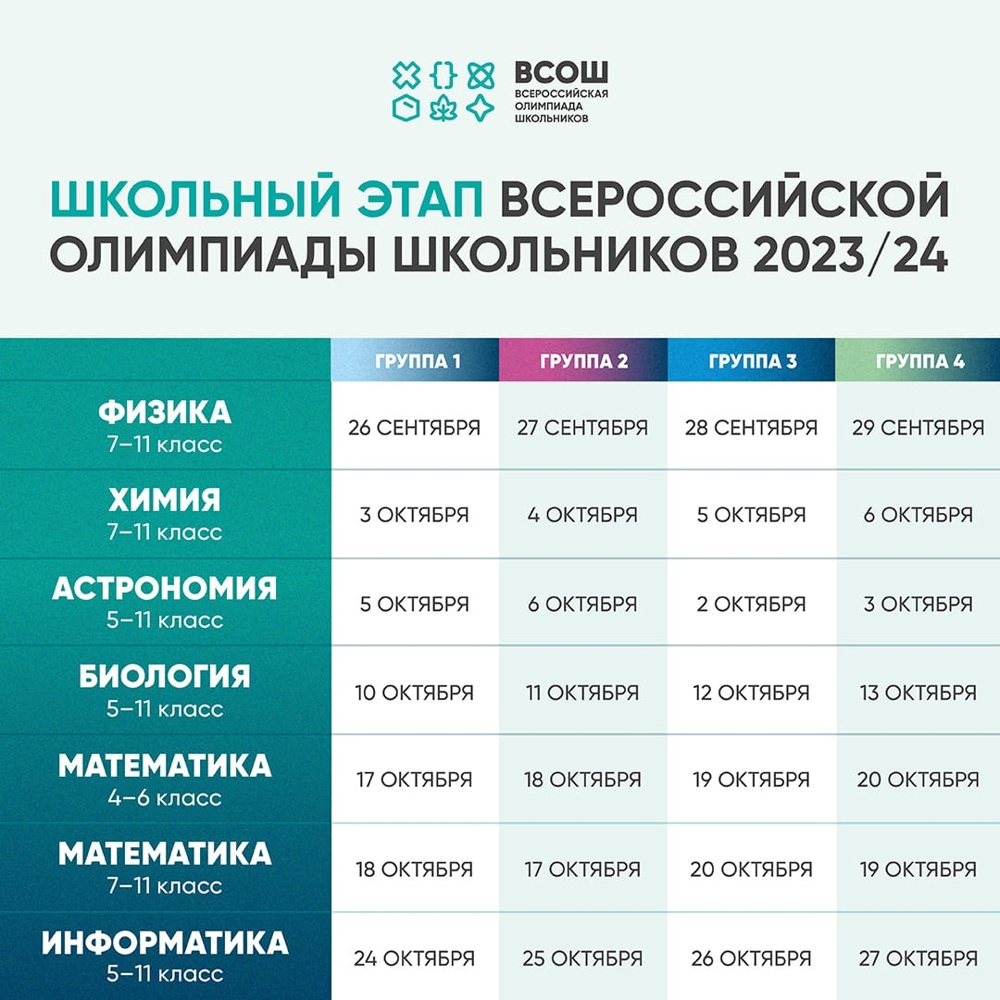 ВСОШ
ВСЕРОССИЙСКАЯ
ОЛИМПИАДА
ШКОЛЬНИКОВ
ШКОЛЬНЫЙ ЭТАП ВСЕРОССИЙСКОЙ
ОЛИМПИАДЫ ШКОЛЬНИКОВ 2023/24
ГРУППА 1 ГРУППА 2 ГРУППА 3 ГРУППА 4
ФИЗИКА
7–11 класс
26 СЕНТЯБРЯ 27 СЕНТЯБРЯ 28 СЕНТЯБРЯ 29 СЕНТЯБРЯ
ХИМИЯ
7–11 класс
3 ОКТЯБРЯ 4 ОКТЯБРЯ 5 ОКТЯБРЯ 6 ОКТЯБРЯ
АСТРОНОМИЯ
5–11 класс
5 ОКТЯБРЯ 6 ОКТЯБРЯ 2 ОКТЯБРЯ 3 ОКТЯБРЯ
БИОЛОГИЯ
5–11 класс
10 ОКТЯБРЯ 11 ОКТЯБРЯ 12 ОКТЯБРЯ 13 ОКТЯБРЯ
МАТЕМАТИКА
4–6 класс
17 ОКТЯБРЯ 18 ОКТЯБРЯ 19 ОКТЯБРЯ 20 ОКТЯБРЯ
МАТЕМАТИКА
7–11 класс
18 ОКТЯБРЯ 17 ОКТЯБРЯ 20 ОКТЯБРЯ 19 ОКТЯБРЯ
ИНФОРМАТИКА
5–11 класс
24 ОКТЯБРЯ 25 ОКТЯБРЯ 26 ОКТЯБРЯ 27 ОКТЯБРЯ